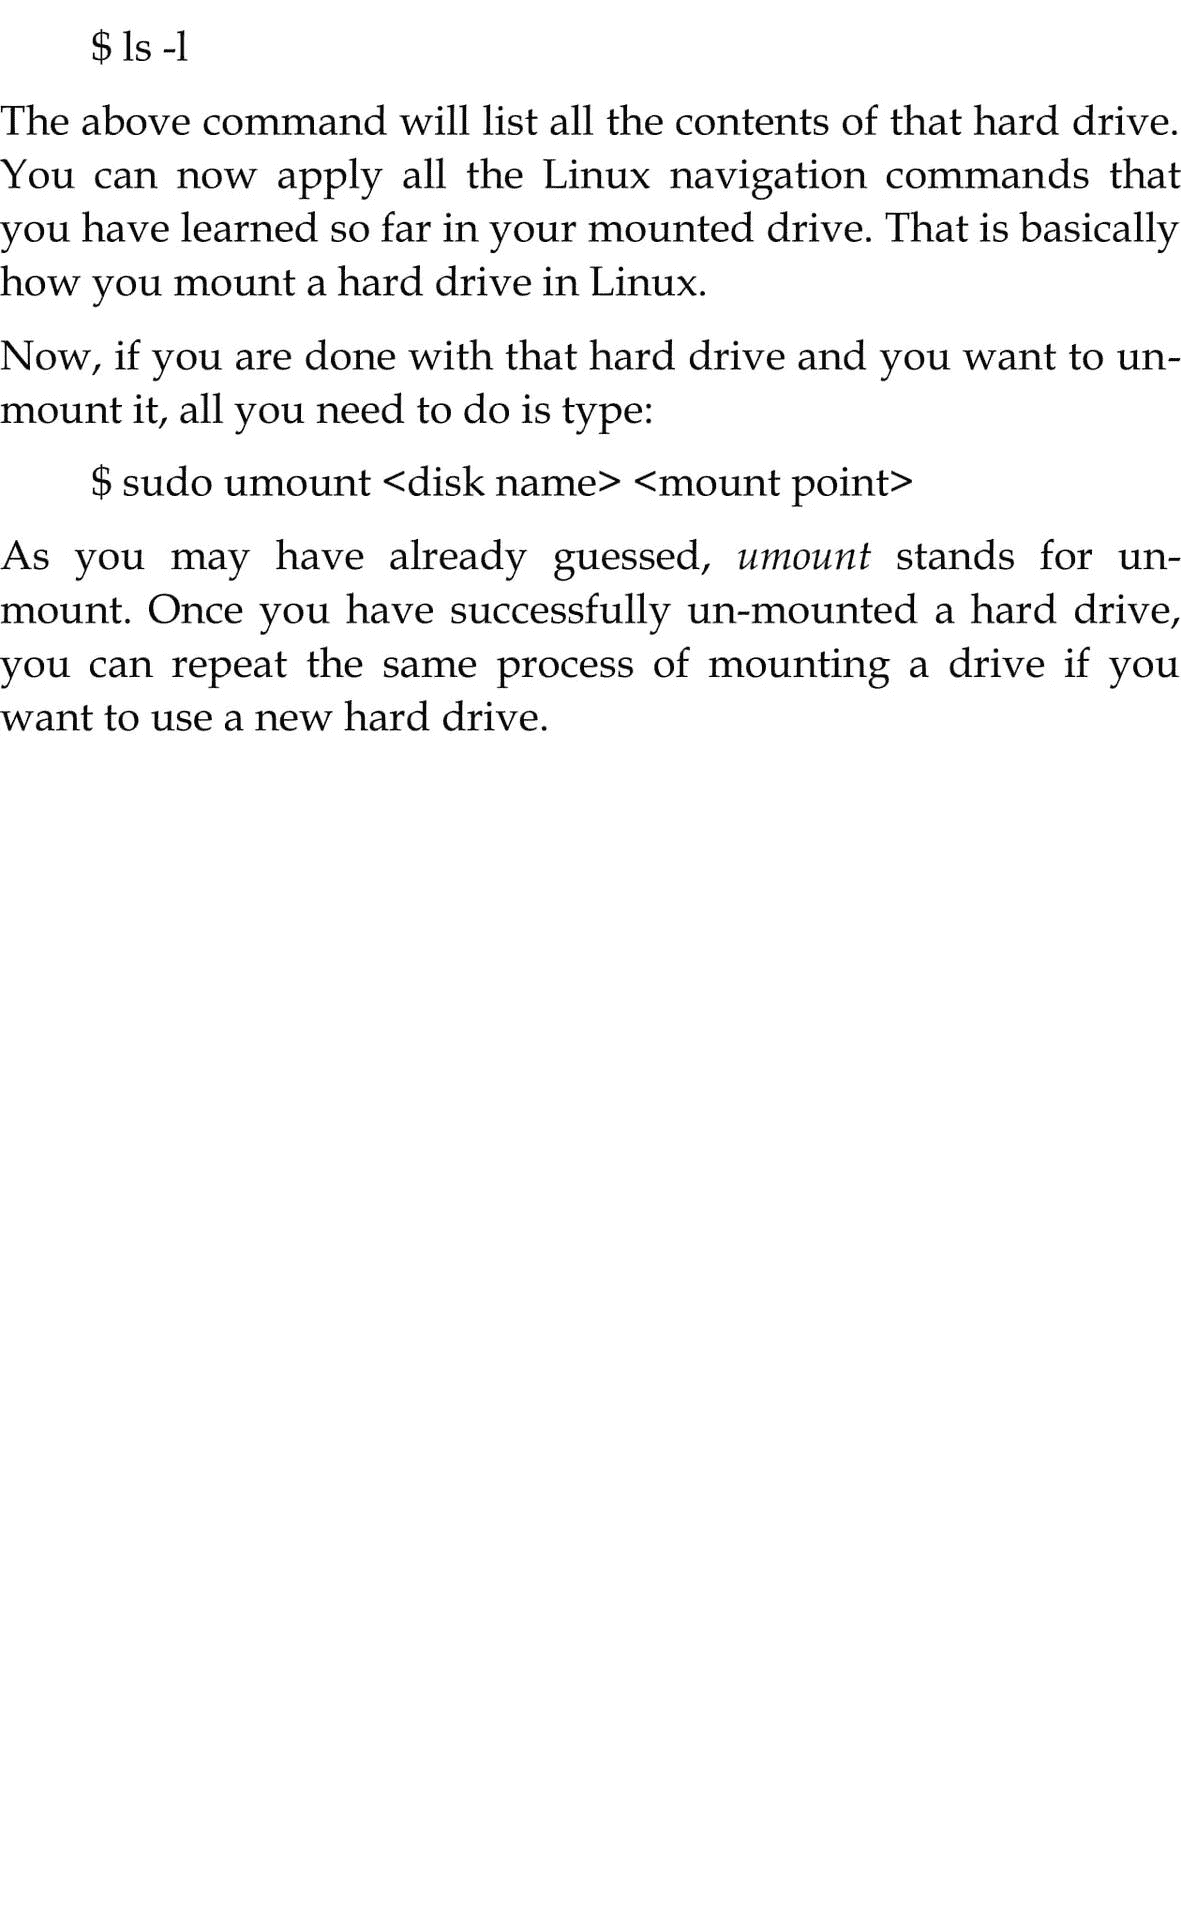 $ ls -l
The above command will list all the contents of that hard drive.
You can now apply all the Linux navigation commands that
you have learned so far in your mounted drive. That is basically
how you mount a hard drive in Linux.
Now, if you are done with that hard drive and you want to un-
mount it, all you need to do is type:
$ sudo umount <disk name> <mount point>
As you may have already guessed, umount stands for un-
mount. Once you have successfully un-mounted a hard drive,
you can repeat the same process of mounting a drive if you
want to use a new hard drive.